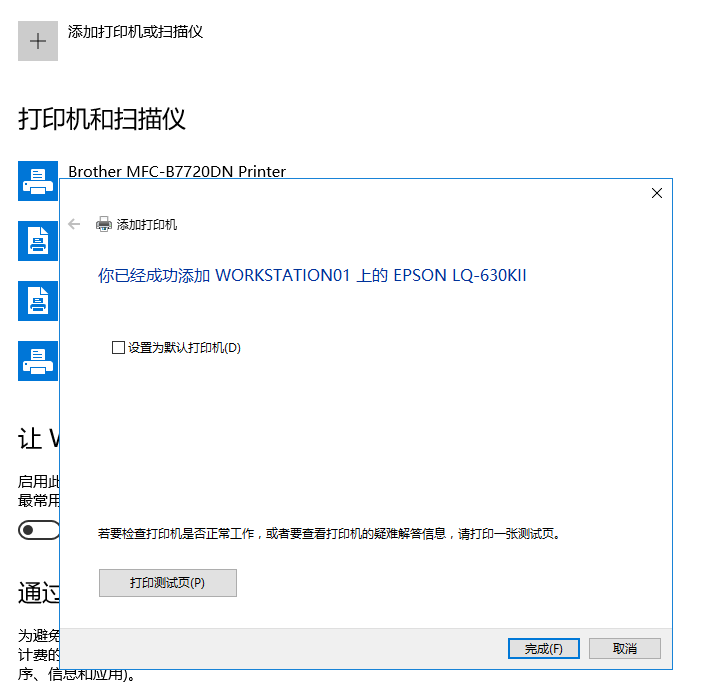 添加打印机或扫描仪
打印机和扫描仪
Brother MFC-B7720DN Printer
添加打印机
你已经成功添加 WORKSTATION01 上的 EPSON LQ-630KII
设置为默认打印机(D)
让 W
启用此
最常用
若要检查打印机是否正常工作，或者要查看打印机的疑难解答信息，请打印一张测试页。
打印测试页(P)
通过
为避免
计费的
完成(F)
取消
序、信息和应用)。